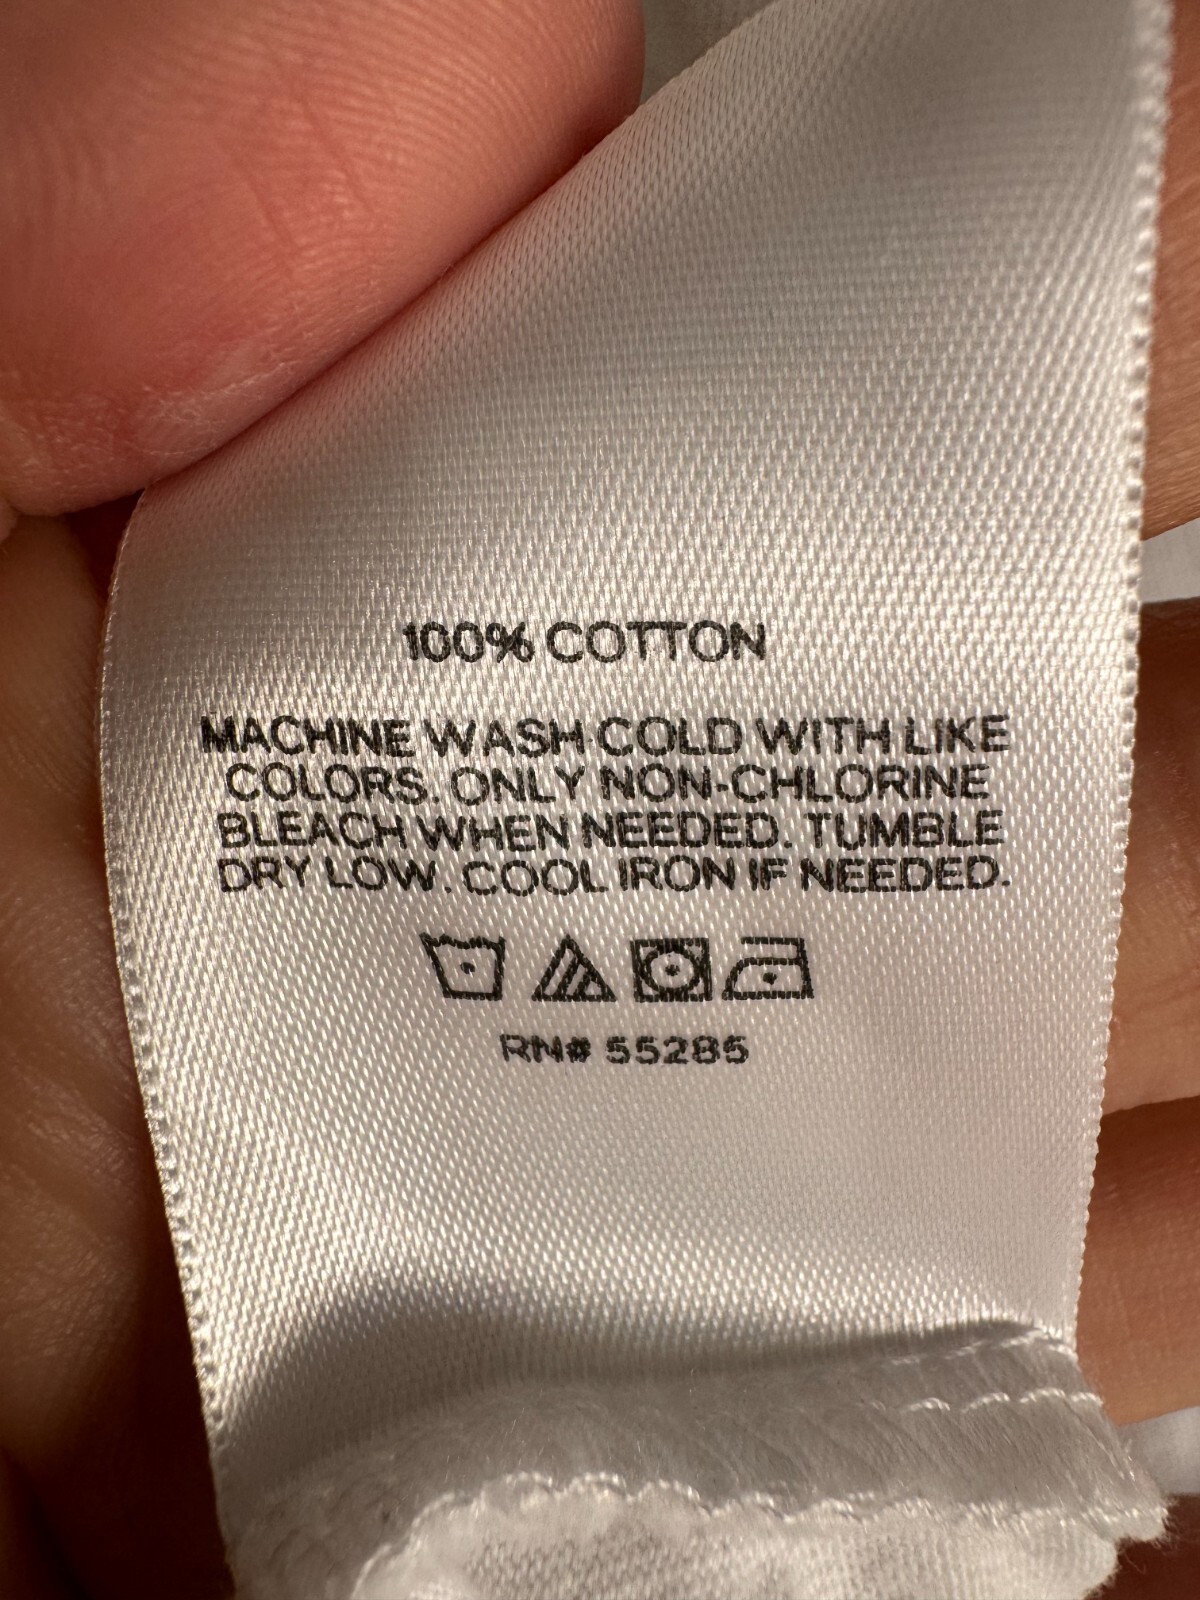 100% COTTON
MACHINE WASH COLD WITH LIKE
COLORS. ONLY NON-CHLORINE
BLEACH WHEN NEEDED. TUMBLE
DRY LOW. COOL IRON IF NEEDED.
RN# 55285